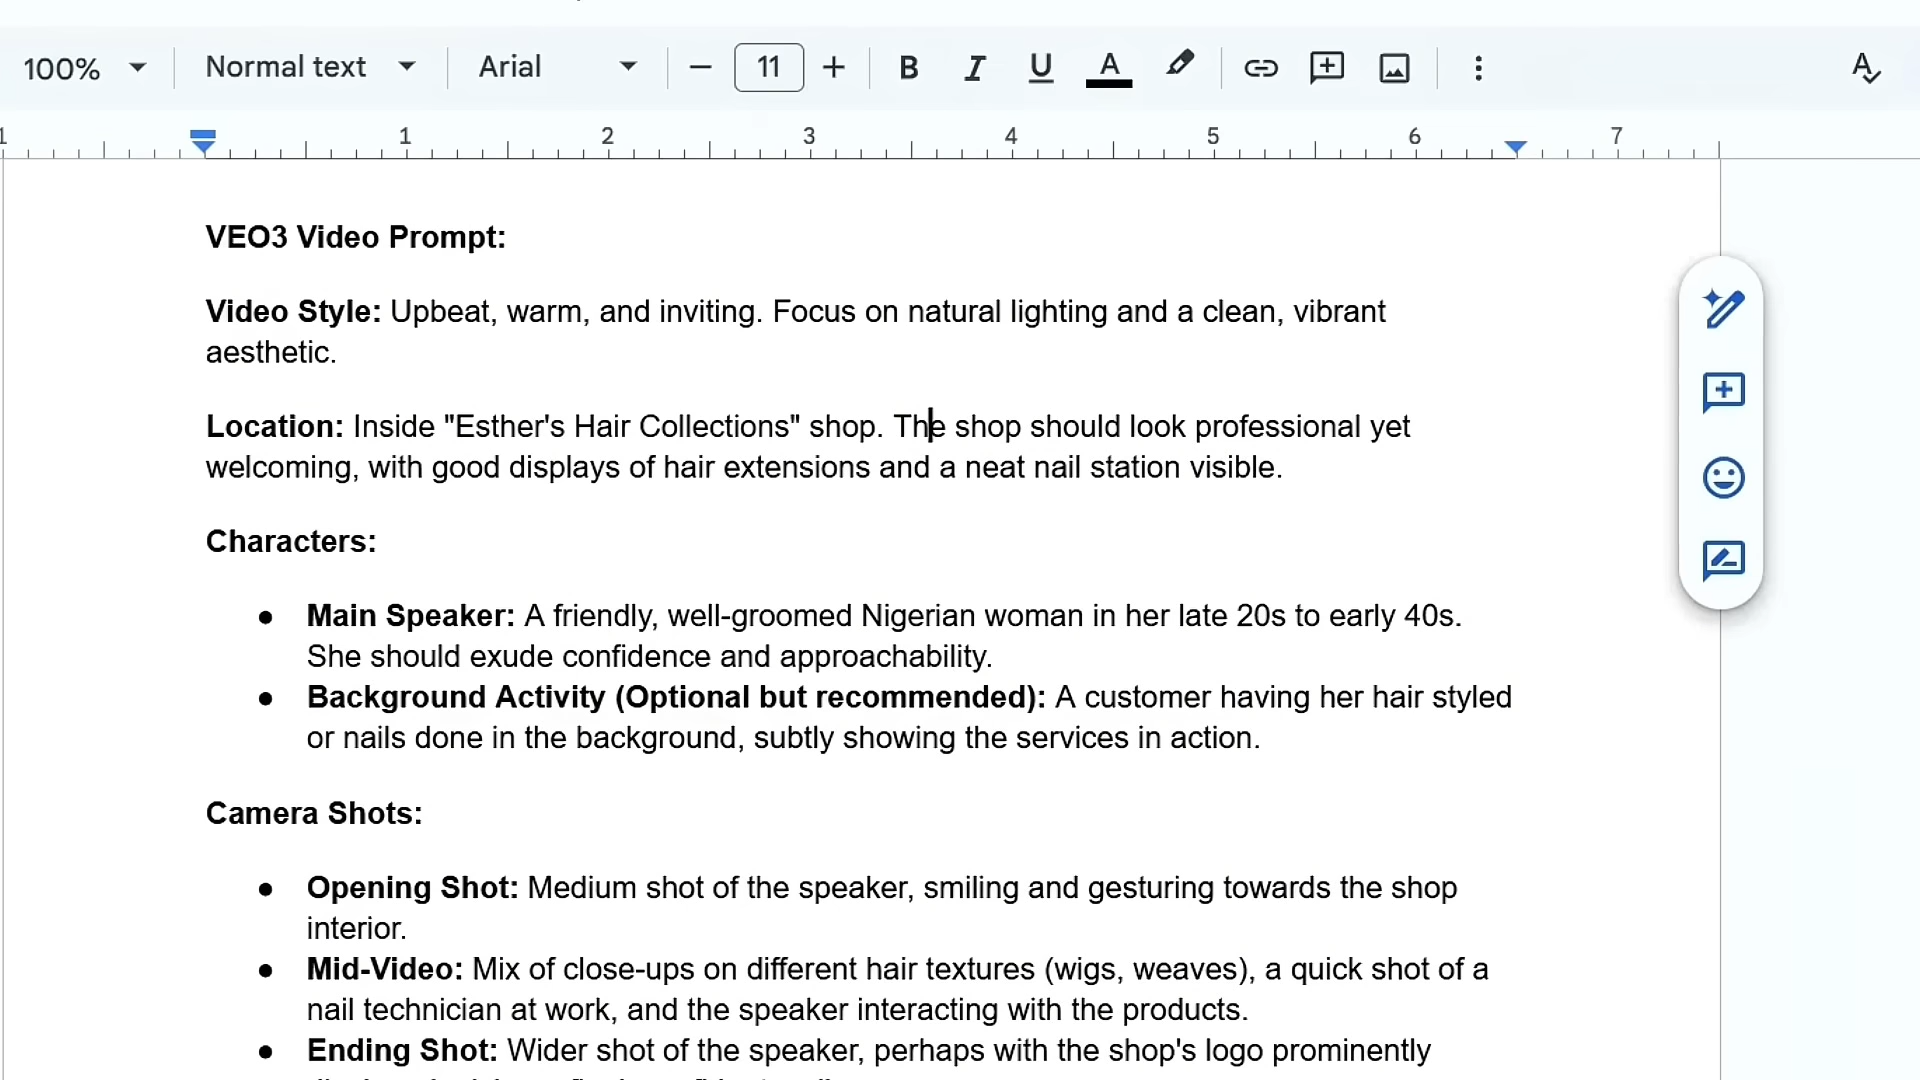 100% Normal text Arial 11 B I U A
1 1 2 3 4 5 6 7
VEO3 Video Prompt:
Video Style: Upbeat, warm, and inviting. Focus on natural lighting and a clean, vibrant
aesthetic.
Location: Inside "Esther's Hair Collections" shop. The shop should look professional yet
welcoming, with good displays of hair extensions and a neat nail station visible.
Characters:
● Main Speaker: A friendly, well-groomed Nigerian woman in her late 20s to early 40s.
She should exude confidence and approachability.
● Background Activity (Optional but recommended): A customer having her hair styled
or nails done in the background, subtly showing the services in action.
Camera Shots:
● Opening Shot: Medium shot of the speaker, smiling and gesturing towards the shop
interior.
● Mid-Video: Mix of close-ups on different hair textures (wigs, weaves), a quick shot of a
nail technician at work, and the speaker interacting with the products.
● Ending Shot: Wider shot of the speaker, perhaps with the shop's logo prominently